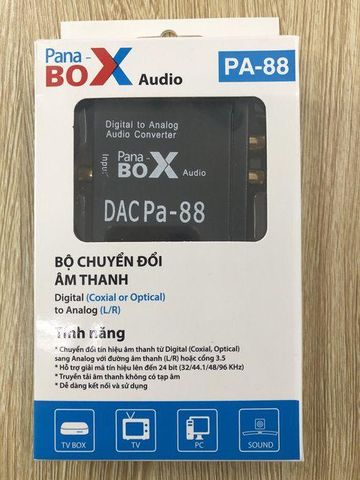 Pana -
BOX Audio
PA-88
Digital to Analog
Audio Converter
Input
Pana -
BOX Audio
DAC Pa-88
BỘ CHUYỂN ĐỔI
ÂM THANH
Digital (Coxial or Optical)
to Analog (L/R)
Tính năng
* Chuyển đổi tín hiệu âm thanh từ Digital (Coxial, Optical)
sang Analog với đường âm thanh (L/R) hoặc cổng 3.5
* Hỗ trợ giải mã tín hiệu lên đến 24 bit (32/44.1/48/96 KHz)
* Truyền tải âm thanh không có tạp âm
* Dễ dàng kết nối và sử dụng
TV BOX
TV
PC
SOUND